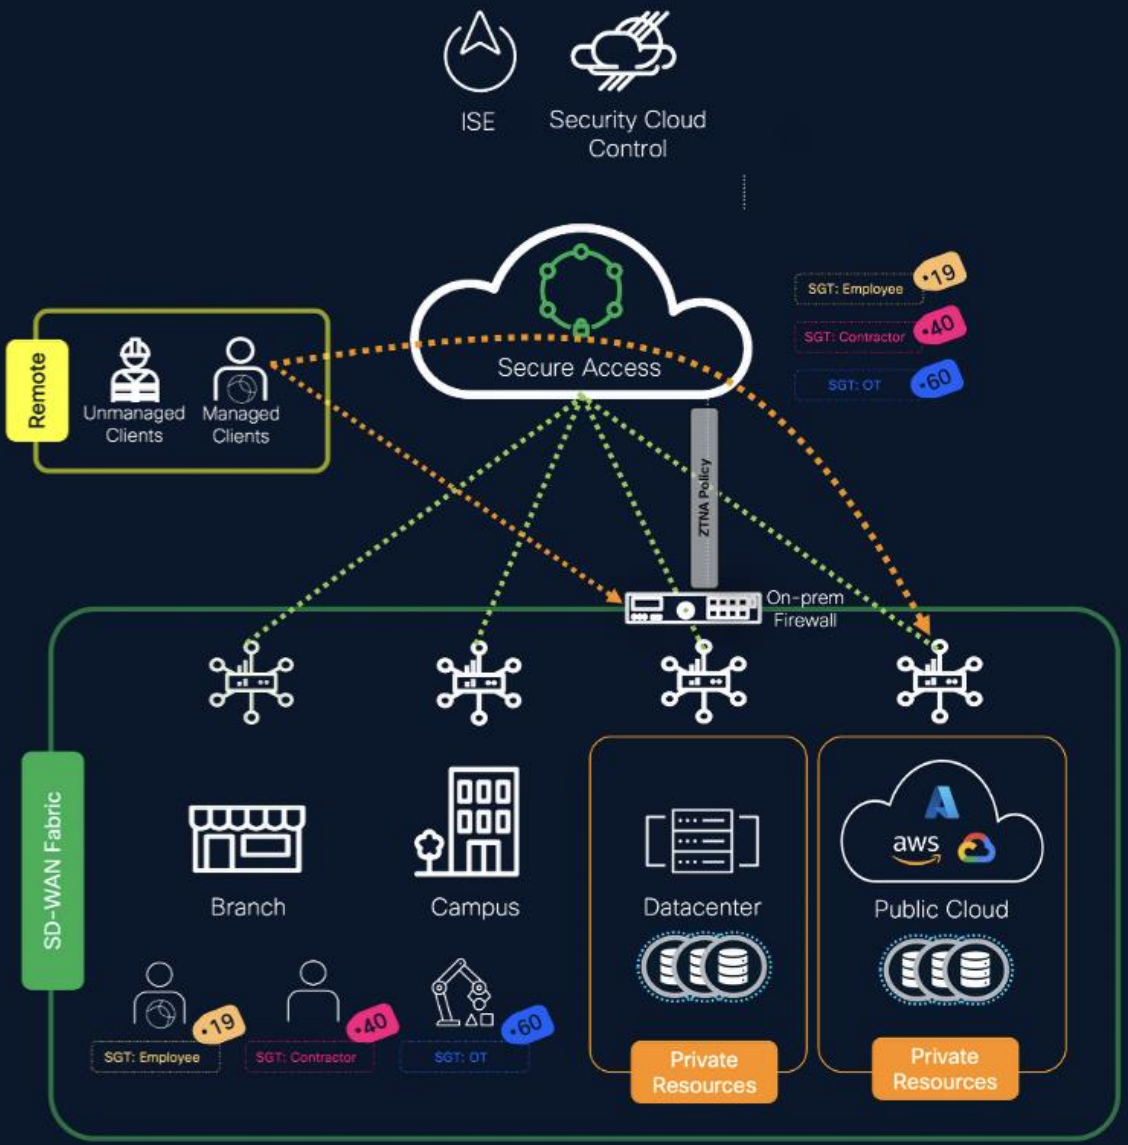 ISE
Security Cloud
Control
SGT: Employee
•19
SGT: Contractor
•40
SGT: OT
•60
Secure Access
Remote
Unmanaged
Clients
Managed
Clients
ZTNA Policy
On-prem
Firewall
SD-WAN Fabric
Branch
Campus
Datacenter
aws
Public Cloud
•19
SGT: Employee
•40
SGT: Contractor
•60
SGT: OT
Private
Resources
Private
Resources